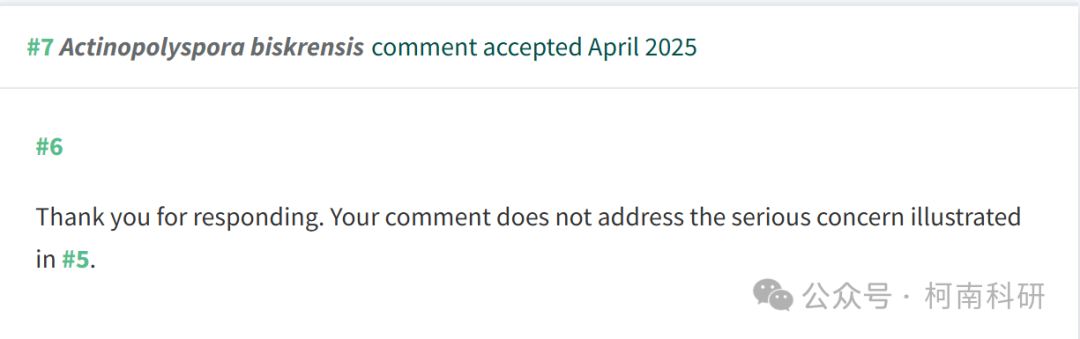 #7 Actinopolyspora biskrensis comment accepted April 2025
#6
Thank you for responding. Your comment does not address the serious concern illustrated
in #5.
公众号 · 柯南科研